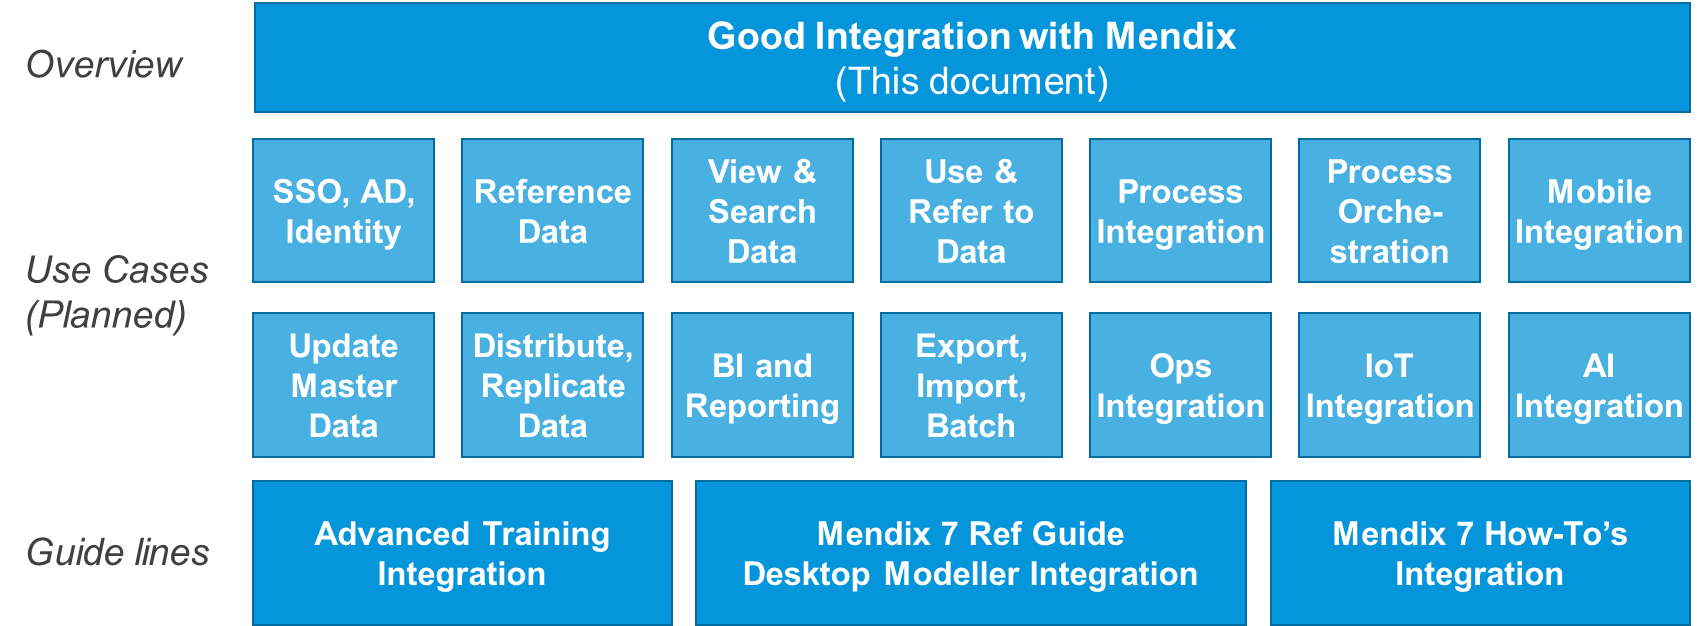 Overview
Good Integration with Mendix
(This document)
Use Cases
(Planned)
SSO, AD,
Identity
Reference
Data
View &
Search
Data
Use &
Refer to
Data
Process
Integration
Process
Orche-
stration
Mobile
Integration
Update
Master
Data
Distribute,
Replicate
Data
BI and
Reporting
Export,
Import,
Batch
Ops
Integration
IoT
Integration
AI
Integration
Guide lines
Advanced Training
Integration
Mendix 7 Ref Guide
Desktop Modeller Integration
Mendix 7 How-To’s
Integration